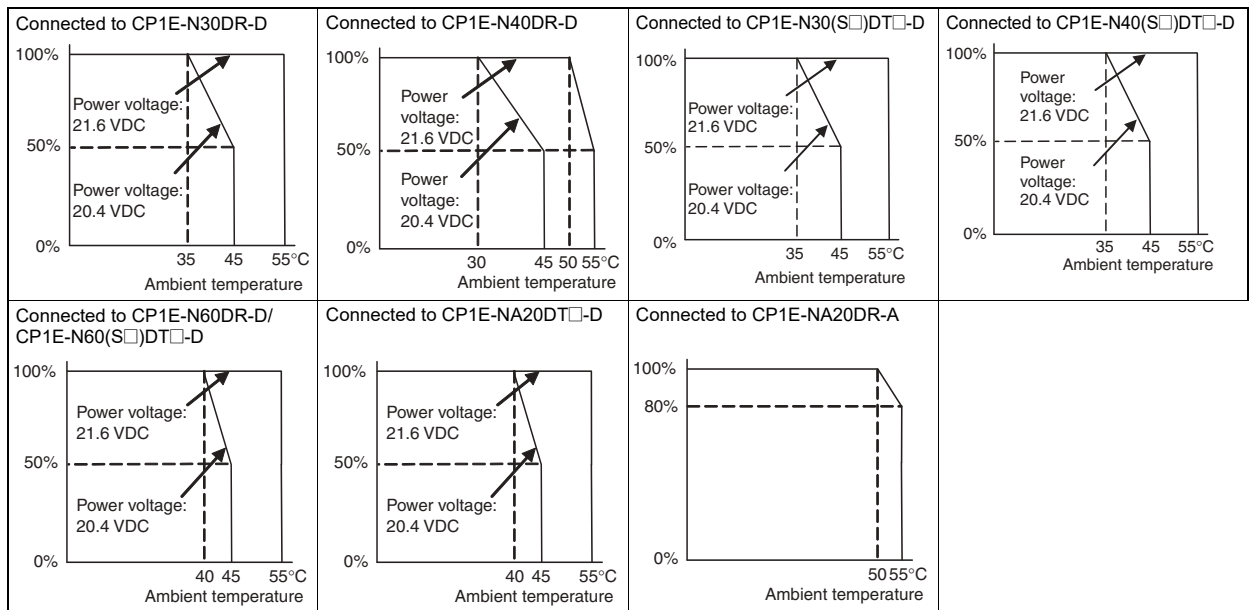 Connected to CP1E-N30DR-D
100%
Power voltage:
21.6 VDC
50%
Power voltage:
20.4 VDC
0%
35 45 55°C
Ambient temperature
Connected to CP1E-N40DR-D
100%
Power
voltage:
21.6 VDC
50%
Power
voltage:
20.4 VDC
0%
30 45 50 55°C
Ambient temperature
Connected to CP1E-N30(S□)DT□-D
100%
Power voltage:
21.6 VDC
50%
Power voltage:
20.4 VDC
0%
35 45 55°C
Ambient temperature
Connected to CP1E-N40(S□)DT□-D
100%
Power
voltage:
21.6 VDC
50%
Power
voltage:
20.4 VDC
0%
35 45 55°C
Ambient temperature
Connected to CP1E-N60DR-D/
CP1E-N60(S□)DT□-D
100%
Power voltage:
21.6 VDC
50%
Power voltage:
20.4 VDC
0%
40 45 55°C
Ambient temperature
Connected to CP1E-NA20DT□-D
100%
Power voltage:
21.6 VDC
50%
Power voltage:
20.4 VDC
0%
40 45 55°C
Ambient temperature
Connected to CP1E-NA20DR-A
100%
80%
0%
50 55°C
Ambient temperature